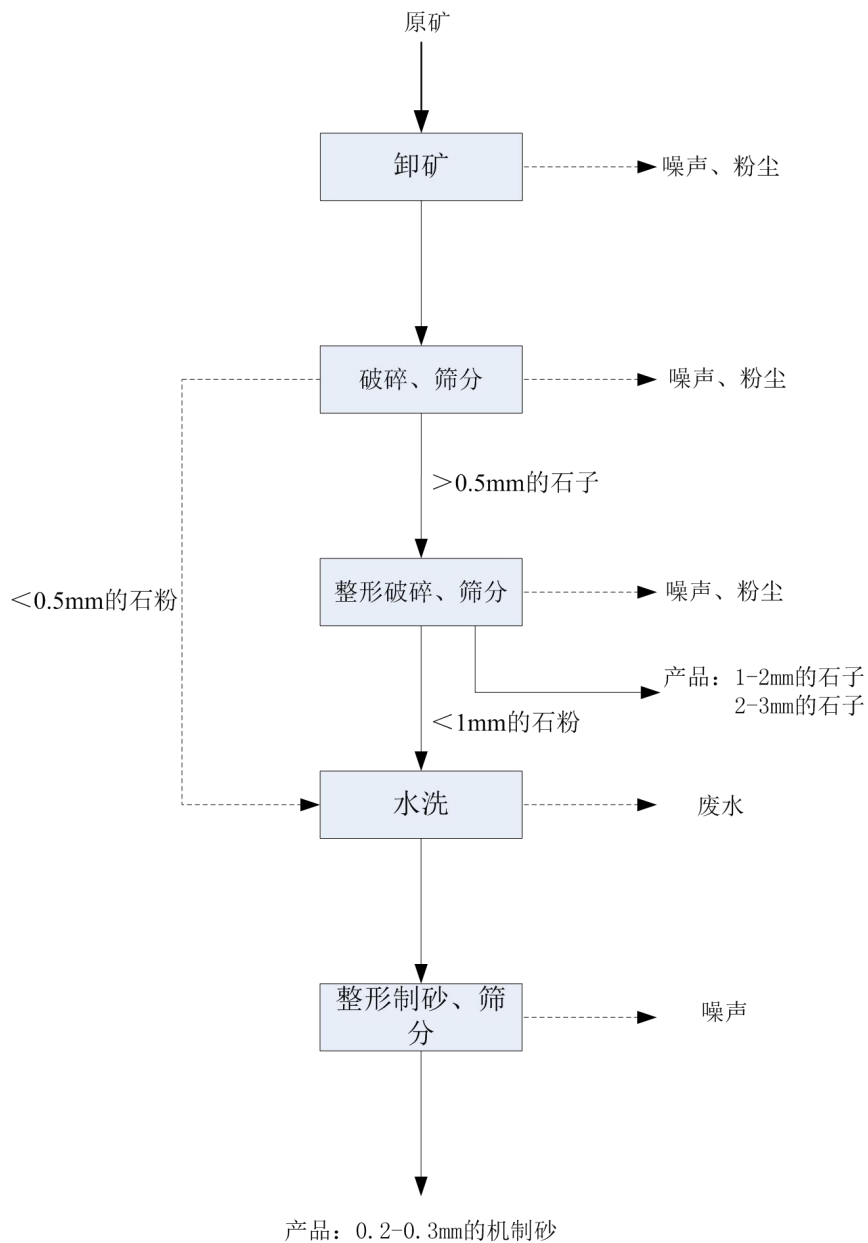 原矿
卸矿
噪声、粉尘
破碎、筛分
噪声、粉尘
＞0.5mm的石子
＜0.5mm的石粉
整形破碎、筛分
噪声、粉尘
产品：1-2mm的石子
2-3mm的石子
＜1mm的石粉
水洗
废水
整形制砂、筛
分
噪声
产品：0.2-0.3mm的机制砂